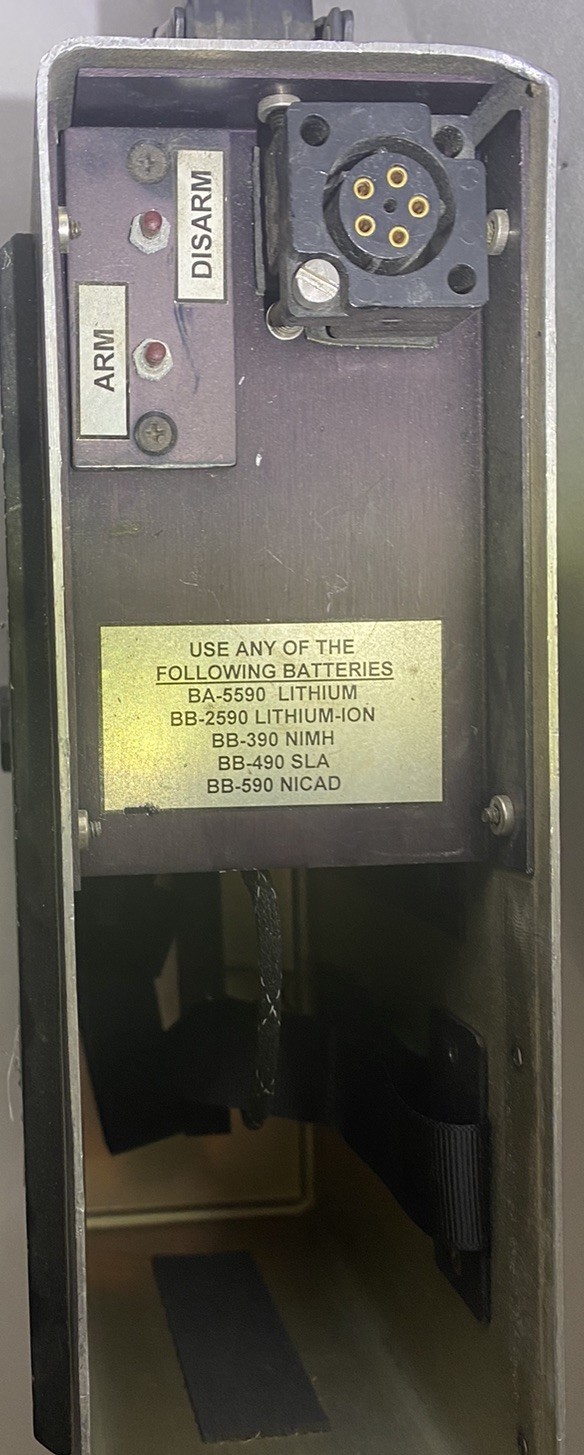 DISARM
ARM
USE ANY OF THE
FOLLOWING BATTERIES
BA-5590 LITHIUM
BB-2590 LITHIUM-ION
BB-390 NIMH
BB-490 SLA
BB-590 NICAD